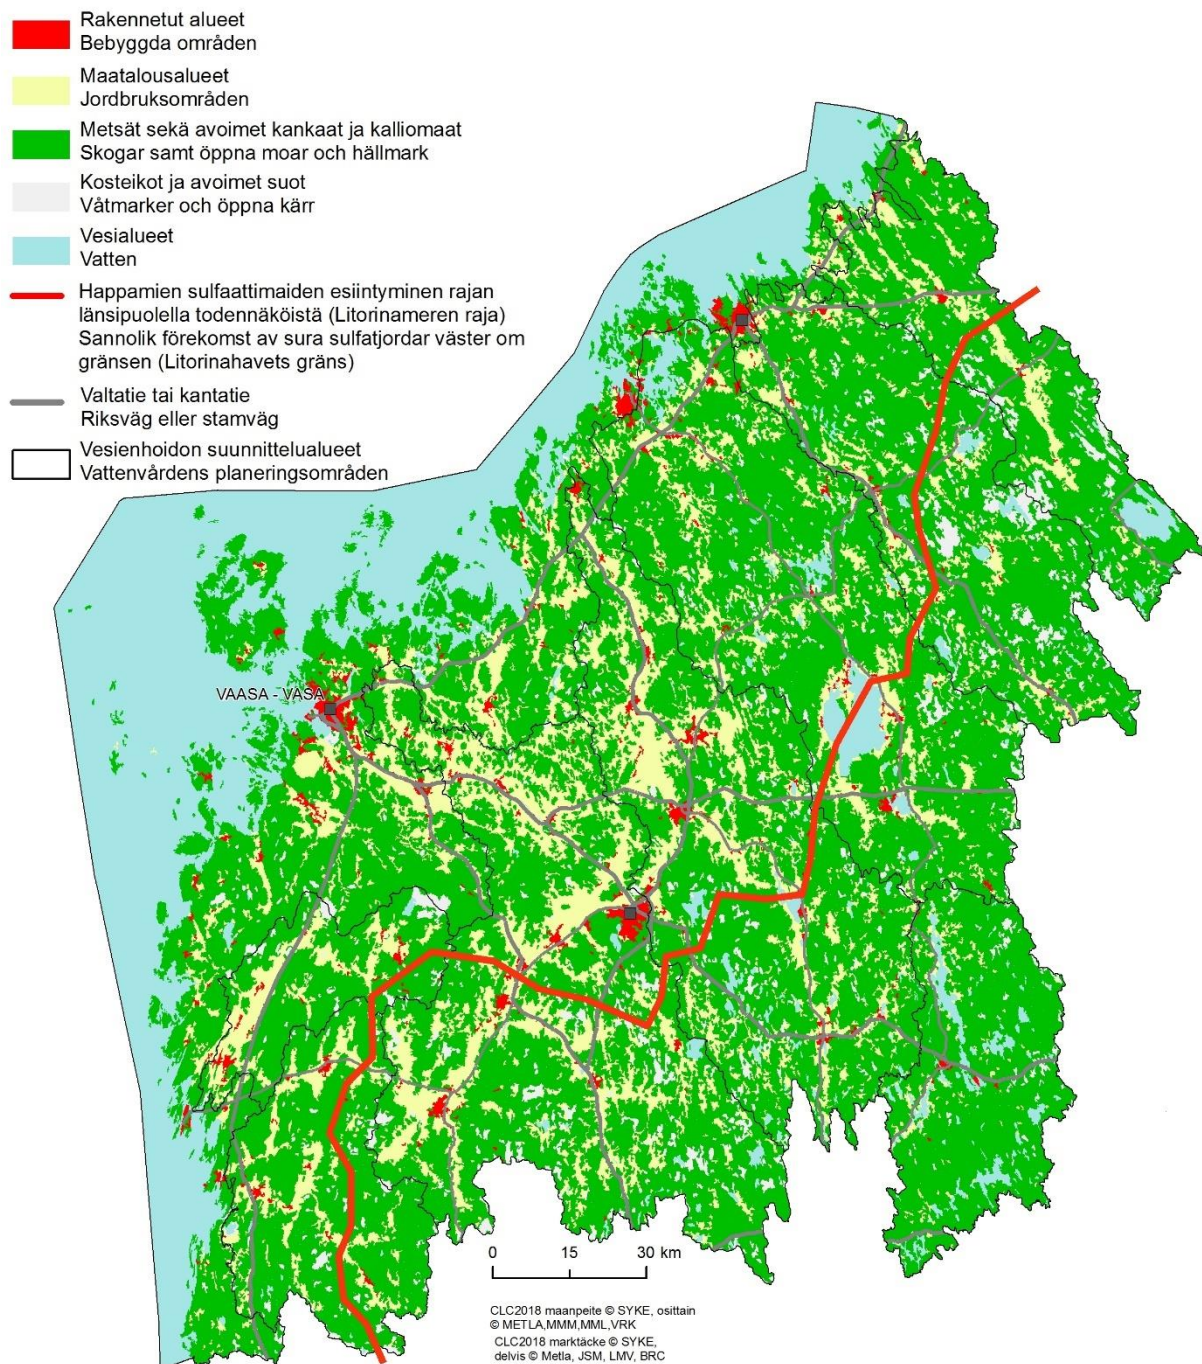 Rakennetut alueet
Bebyggda områden
Maatalousalueet
Jordbruksområden
Metsät sekä avoimet kankaat ja kalliomaat
Skogar samt öppna moar och hällmark
Kosteikot ja avoimet suot
Våtmarker och öppna kärr
Vesialueet
Vatten
Happamien sulfaattimaiden esiintyminen rajan
länsipuolella todennäköistä (Litorinameren raja)
Sannolik förekomst av sura sulfatjordar väster om
gränsen (Litorinahavets gräns)
Valtatie tai kantatie
Riksväg eller stamväg
Vesienhoidon suunnittelualueet
Vattenvårdens planeringsområden
VAASA - VASA
0 15 30 km
CLC2018 maanpeite © SYKE, osittain
© METLA,MMM,MML,VRK
CLC2018 marktäcke © SYKE,
delvis © Metla, JSM, LMV, BRC